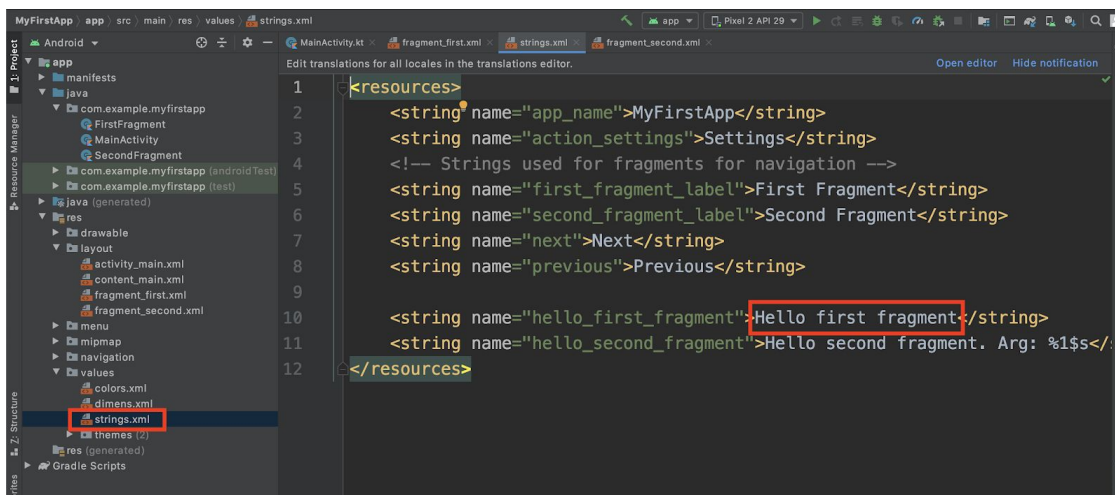 MyFirstApp app src main res values strings.xml
app Pixel 2 API 29
1: Project
Android
MainActivity.kt fragment_first.xml strings.xml fragment_second.xml
Edit translations for all locales in the translations editor. Open editor Hide notification
app
manifests
java
com.example.myfirstapp
FirstFragment
MainActivity
SecondFragment
com.example.myfirstapp (androidTest)
com.example.myfirstapp (test)
java (generated)
res
drawable
layout
activity_main.xml
content_main.xml
fragment_first.xml
fragment_second.xml
menu
mipmap
navigation
values
colors.xml
dimens.xml
strings.xml
themes (2)
res (generated)
Gradle Scripts
Resource Manager
Z: Structure
rites
1 <resources>
2 <string name="app_name">MyFirstApp</string>
3 <string name="action_settings">Settings</string>
4 <!-- Strings used for fragments for navigation -->
5 <string name="first_fragment_label">First Fragment</string>
6 <string name="second_fragment_label">Second Fragment</string>
7 <string name="next">Next</string>
8 <string name="previous">Previous</string>
9
10 <string name="hello_first_fragment">Hello first fragment</string>
11 <string name="hello_second_fragment">Hello second fragment. Arg: %1$s</
12 </resources>